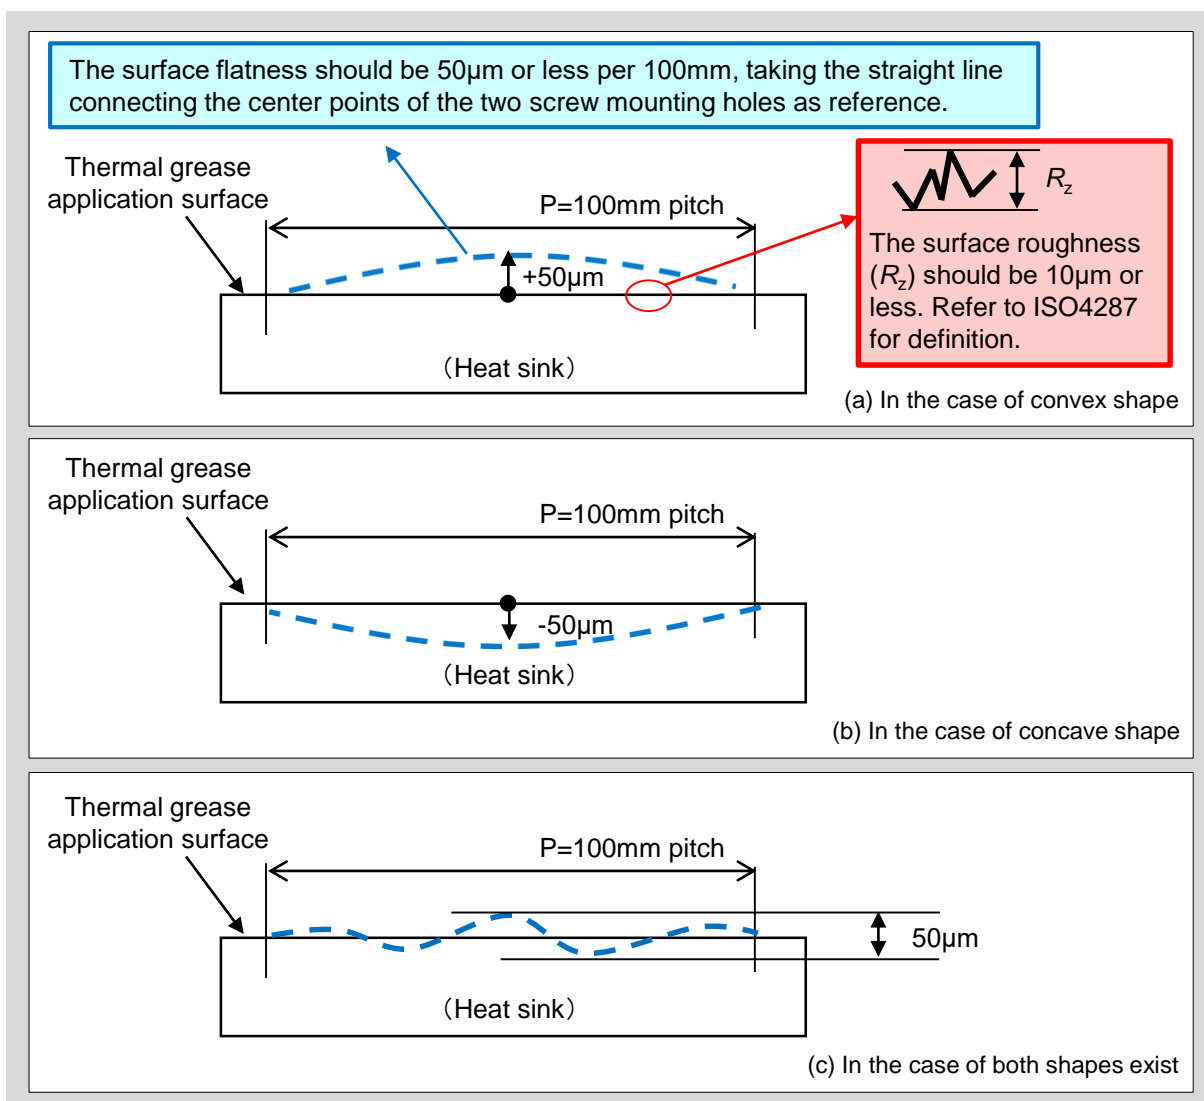 The surface flatness should be 50μm or less per 100mm, taking the straight line
connecting the center points of the two screw mounting holes as reference.
Thermal grease
application surface
P=100mm pitch
+50μm
Rz
The surface roughness
(Rz) should be 10μm or
less. Refer to ISO4287
for definition.
（Heat sink）
(a) In the case of convex shape
Thermal grease
application surface
P=100mm pitch
-50μm
（Heat sink）
(b) In the case of concave shape
Thermal grease
application surface
P=100mm pitch
50μm
（Heat sink）
(c) In the case of both shapes exist